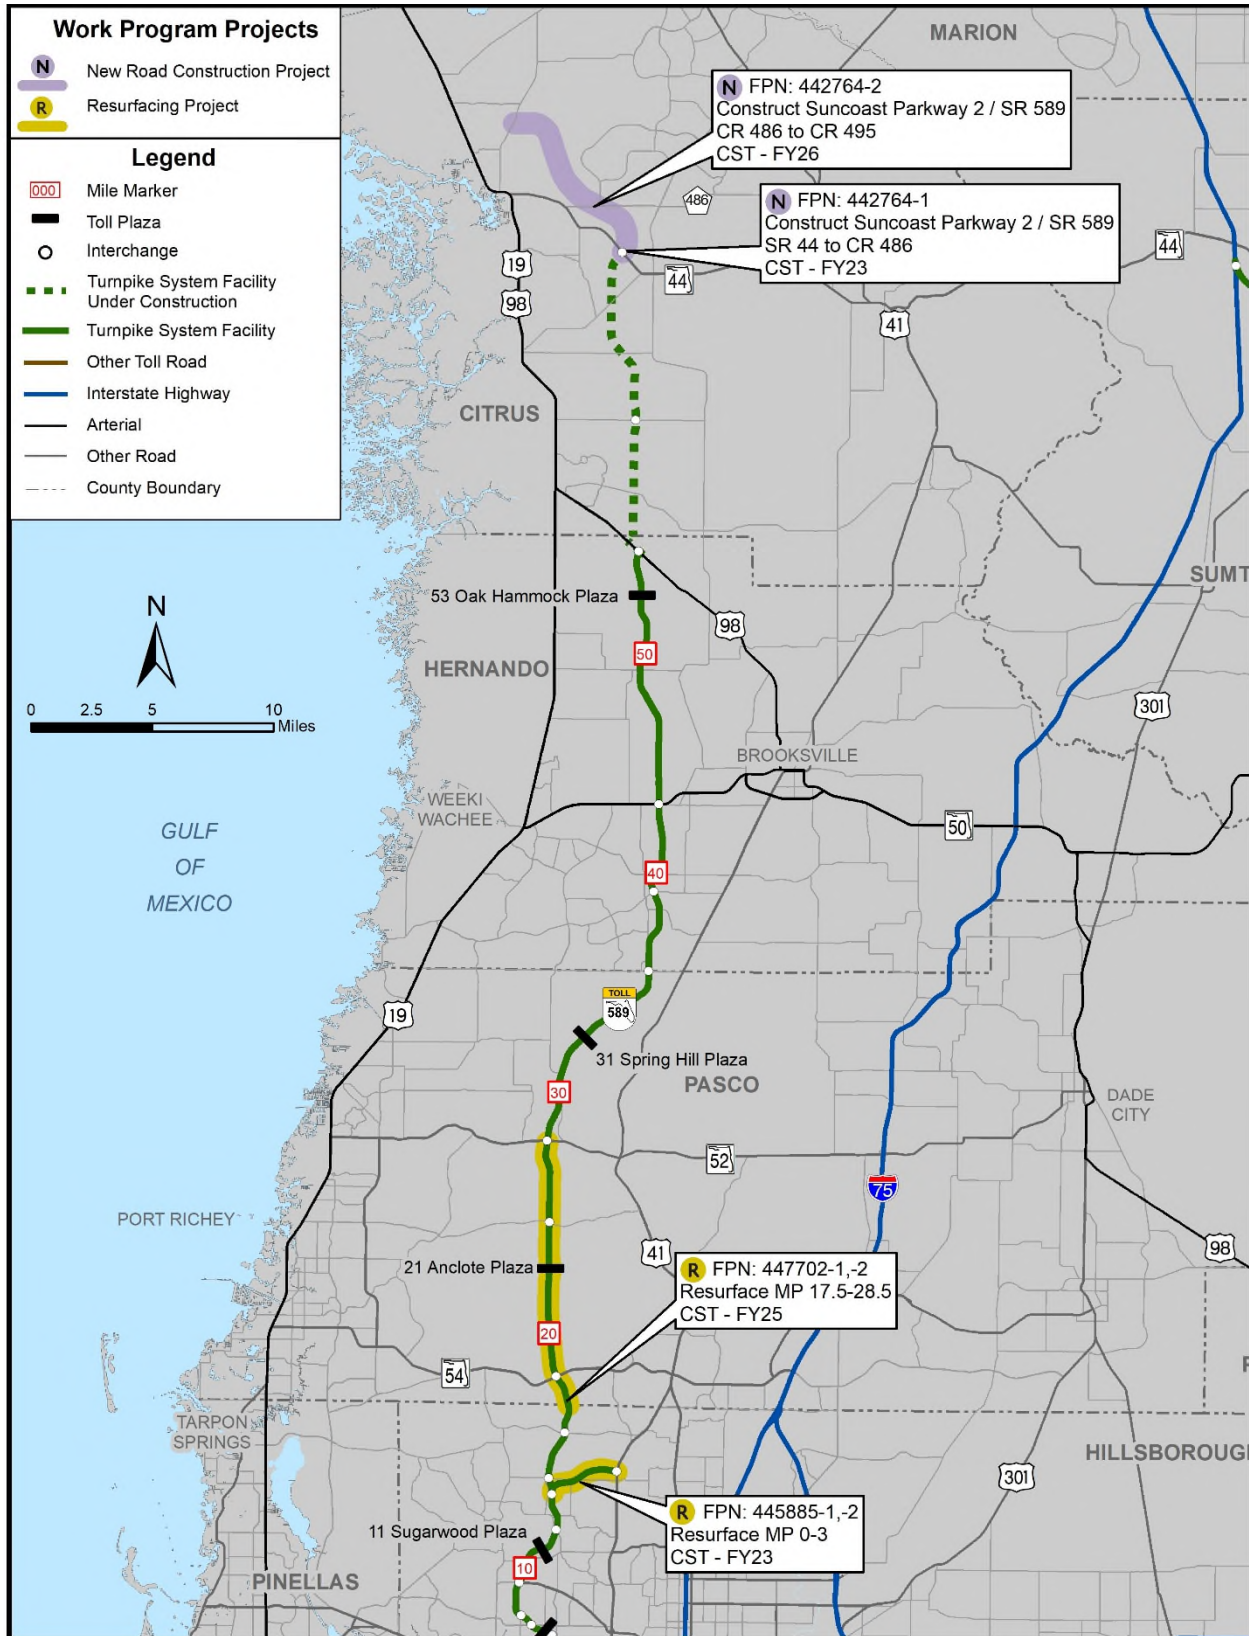 Work Program Projects
N New Road Construction Project
R Resurfacing Project
Legend
000 Mile Marker
Toll Plaza
Interchange
Turnpike System Facility
Under Construction
Turnpike System Facility
Other Toll Road
Interstate Highway
Arterial
Other Road
County Boundary
MARION
N FPN: 442764-2
Construct Suncoast Parkway 2 / SR 589
CR 486 to CR 495
CST - FY26
486
N FPN: 442764-1
Construct Suncoast Parkway 2 / SR 589
SR 44 to CR 486
CST - FY23
19
98
44
44
41
CITRUS
SUMT
53 Oak Hammock Plaza
98
50
HERNANDO
N
0 2.5 5 10
Miles
301
BROOKSVILLE
WEEKI
WACHEE
50
GULF
OF
MEXICO
40
TOLL
589
19
31 Spring Hill Plaza
PASCO
30
DADE
CITY
52
75
PORT RICHEY
41
98
21 Anclote Plaza
R FPN: 447702-1,-2
Resurface MP 17.5-28.5
CST - FY25
20
54
TARPON
SPRINGS
HILLSBOROUG
301
R FPN: 445885-1,-2
Resurface MP 0-3
CST - FY23
11 Sugarwood Plaza
10
PINELLAS